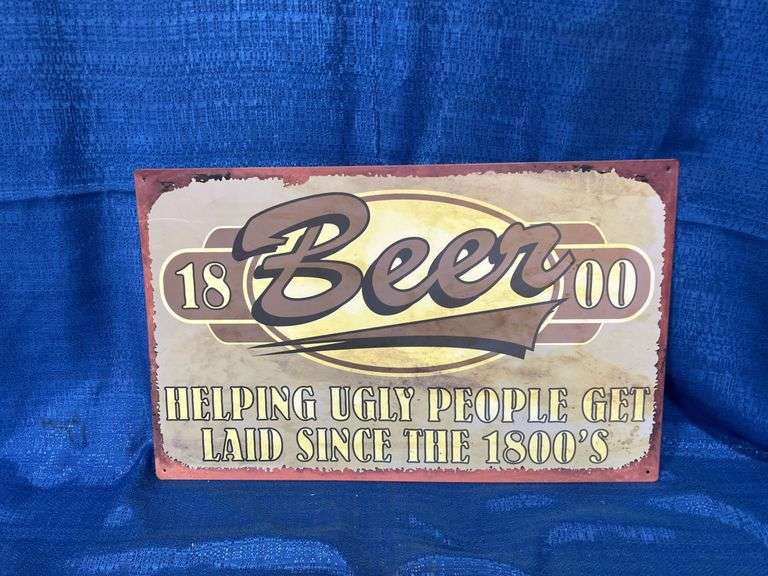 18 Beer 00
HELPING UGLY PEOPLE GET
LAID SINCE THE 1800'S